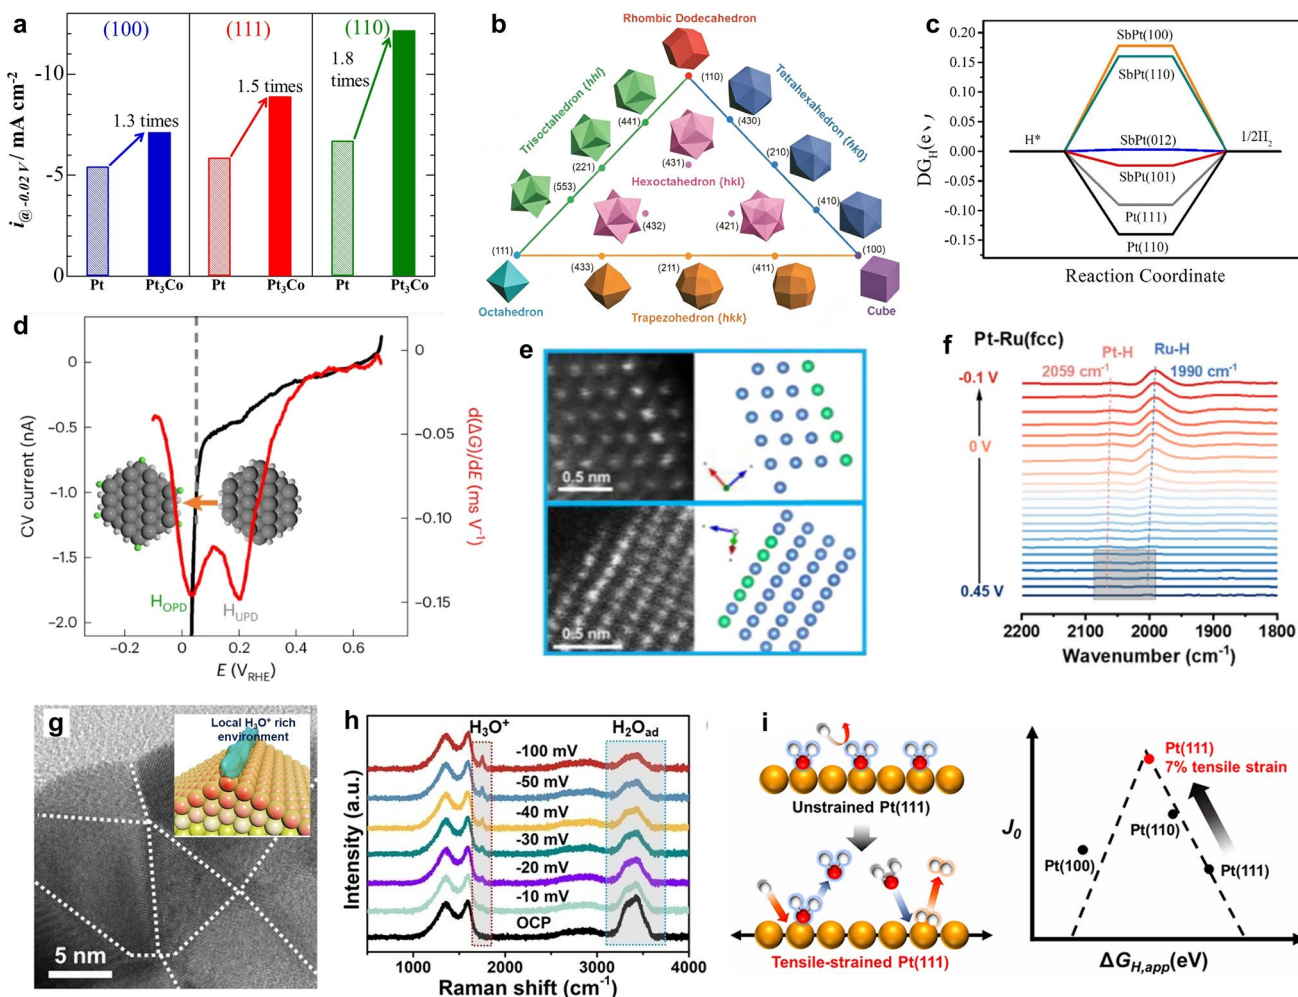 a
(100)
(111)
(110)
1.3 times
1.5 times
1.8
times
-10
-5
0
i@ -0.02 V / mA cm-2
Pt
Pt3Co
Pt
Pt3Co
Pt
Pt3Co
b
Rhombic Dodecahedron
(110)
Trisoctahedron {hhl}
Tetrahexahedron {hk0}
(441)
(430)
(431)
(221)
(210)
Hexoctahedron {hkl}
(553)
(410)
(432)
(421)
(111)
(100)
(433)
(211)
(411)
Octahedron
Trapezohedron {hkk}
Cube
c
0.20
0.15
0.10
0.05
0.00
-0.05
-0.10
-0.15
DGH(eV)
SbPt(100)
SbPt(110)
H*
SbPt(012)
1/2H2
SbPt(101)
Pt(111)
Pt(110)
Reaction Coordinate
d
0
−0.5
−1.0
−1.5
−2.0
CV current (nA)
0
−0.05
−0.10
−0.15
d(ΔG)/dE (ms V−1)
HOPD
HUPD
−0.2
0
0.2
0.4
0.6
E (VRHE)
e
0.5 nm
0.5 nm
f
Pt-Ru(fcc)
Pt-H
2059 cm-1
Ru-H
1990 cm-1
-0.1 V
0 V
0.45 V
2200
2100
2000
1900
1800
Wavenumber (cm-1)
g
Local H3O+ rich
environment
5 nm
h
H3O+
H2Oad
-100 mV
-50 mV
-40 mV
-30 mV
-20 mV
-10 mV
OCP
Intensity (a.u.)
1000
2000
3000
4000
Raman shift (cm-1)
i
Unstrained Pt(111)
Tensile-strained Pt(111)
J0
Pt(111)
7% tensile strain
Pt(110)
Pt(100)
Pt(111)
ΔGH,app(eV)